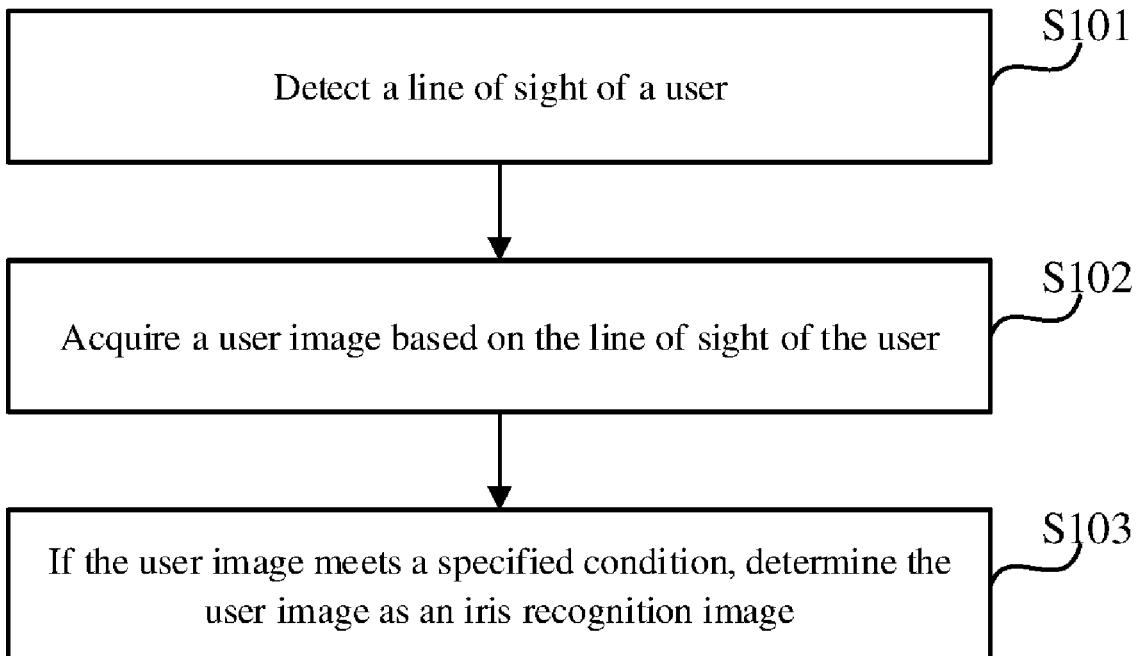 S101
Detect a line of sight of a user
S102
Acquire a user image based on the line of sight of the user
S103
If the user image meets a specified condition, determine the
user image as an iris recognition image